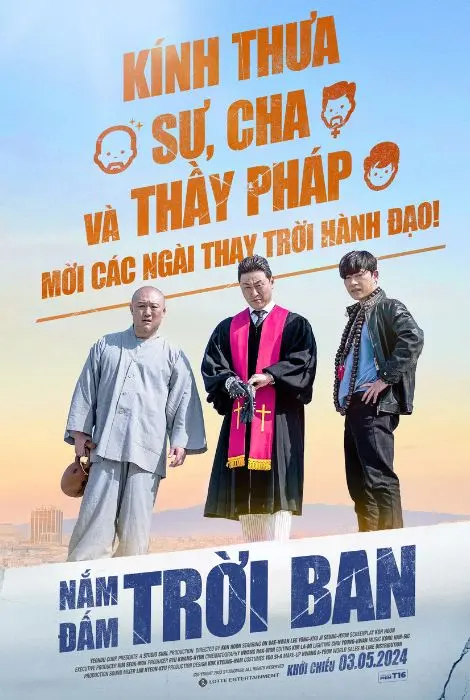 KÍNH THƯA
SƯ, CHA
VÀ THẦY PHÁP
MỜI CÁC NGÀI THAY TRỜI HÀNH ĐẠO!
NẮM
ĐẤM
TRỜI BAN
LOTTE ENTERTAINMENT
KHỞI CHIẾU 03.05.2024
PHIM T16